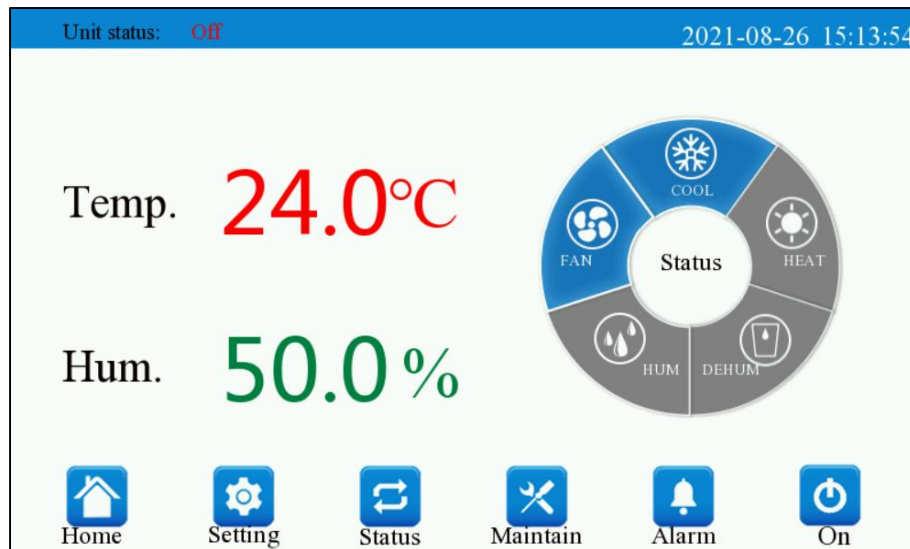 Unit status: Off
2021-08-26 15:13:54
Temp. 24.0℃
Hum. 50.0 %
COOL
FAN
Status
HEAT
HUM
DEHUM
Home
Setting
Status
Maintain
Alarm
On